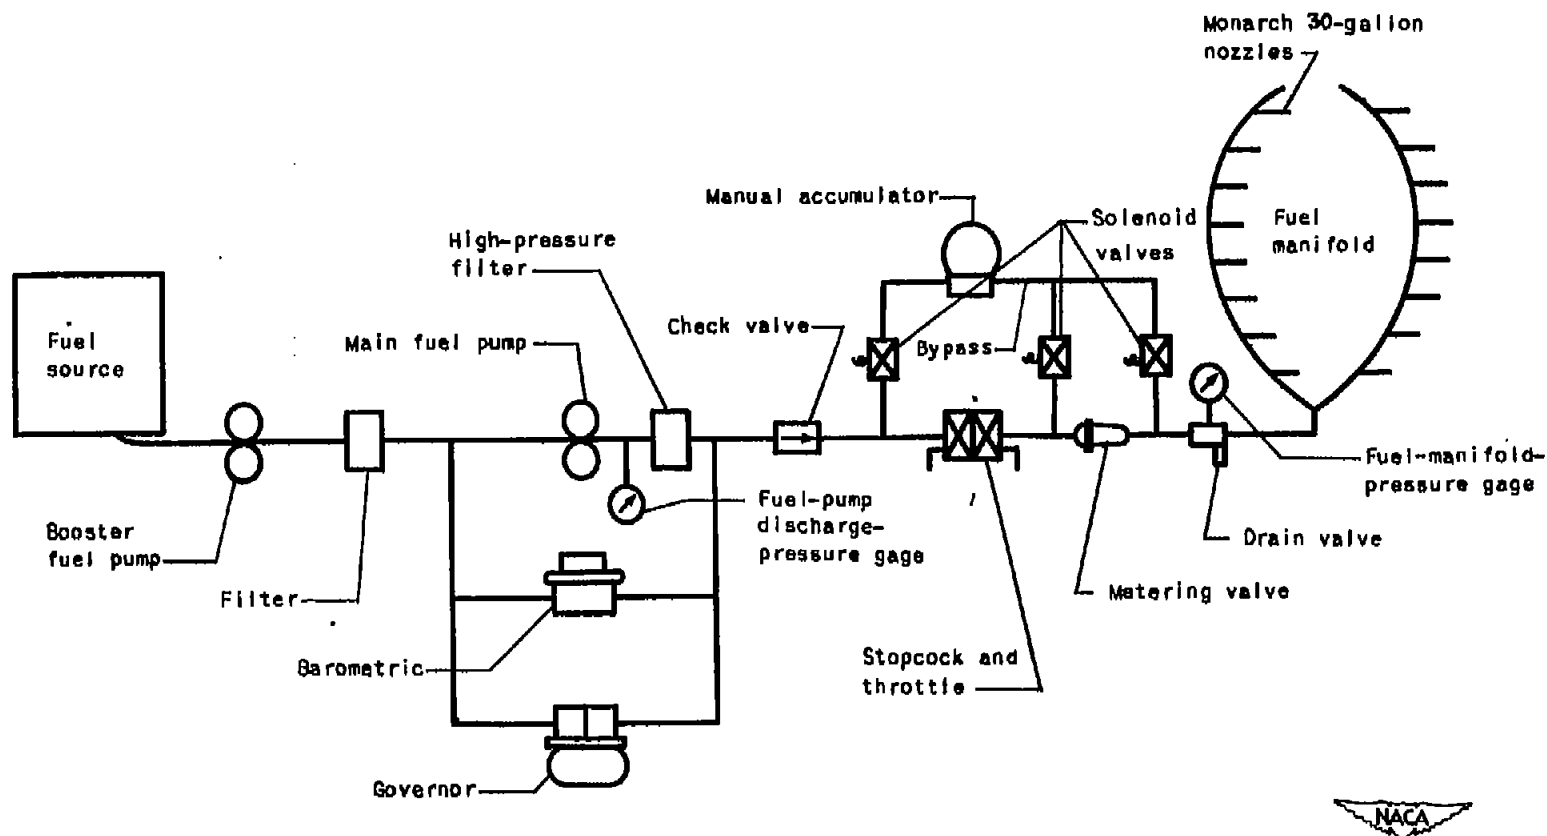 Monarch 30-gallon
nozzles
Manual accumulator
Solenoid
valves
Fuel
manifold
High-pressure
filter
Fuel
source
Main fuel pump
Check valve
Bypass
Fuel-manifold-
pressure gage
Booster
fuel pump
Fuel-pump
discharge-
pressure gage
Drain valve
Filter
Metering valve
Barometric
Stopcock and
throttle
Governor
NACA